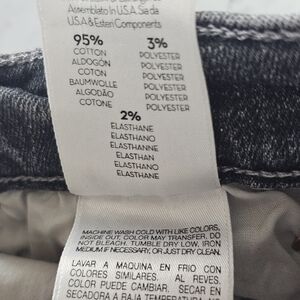 Assemblato In U.S.A. Sia da
U.S.A & Esteri Components
95%
COTTON
ALGODÓN
COTON
BAUMWOLLE
ALGODÃO
COTONE
3%
POLYESTER
POLYESTER
POLYESTER
POLYESTER
POLYESTER
POLYESTER
2%
ELASTHANE
ELASTHANO
ELASTHANNE
ELASTHAN
ELASTHANO
ELASTHANE
MACHINE WASH COLD WITH LIKE COLORS,
INSIDE OUT. COLOR MAY TRANSFER. DO
NOT BLEACH. TUMBLE DRY LOW, IRON
MEDIUM IF NECESSARY, OR JUST DRY CLEAN.
LAVAR A MAQUINA EN FRIO CON
COLORES SIMILARES. AL REVES.
COLOR PUEDE CAMBIAR. SECAR EN
SECADORA A BAJA TEMPERATURA